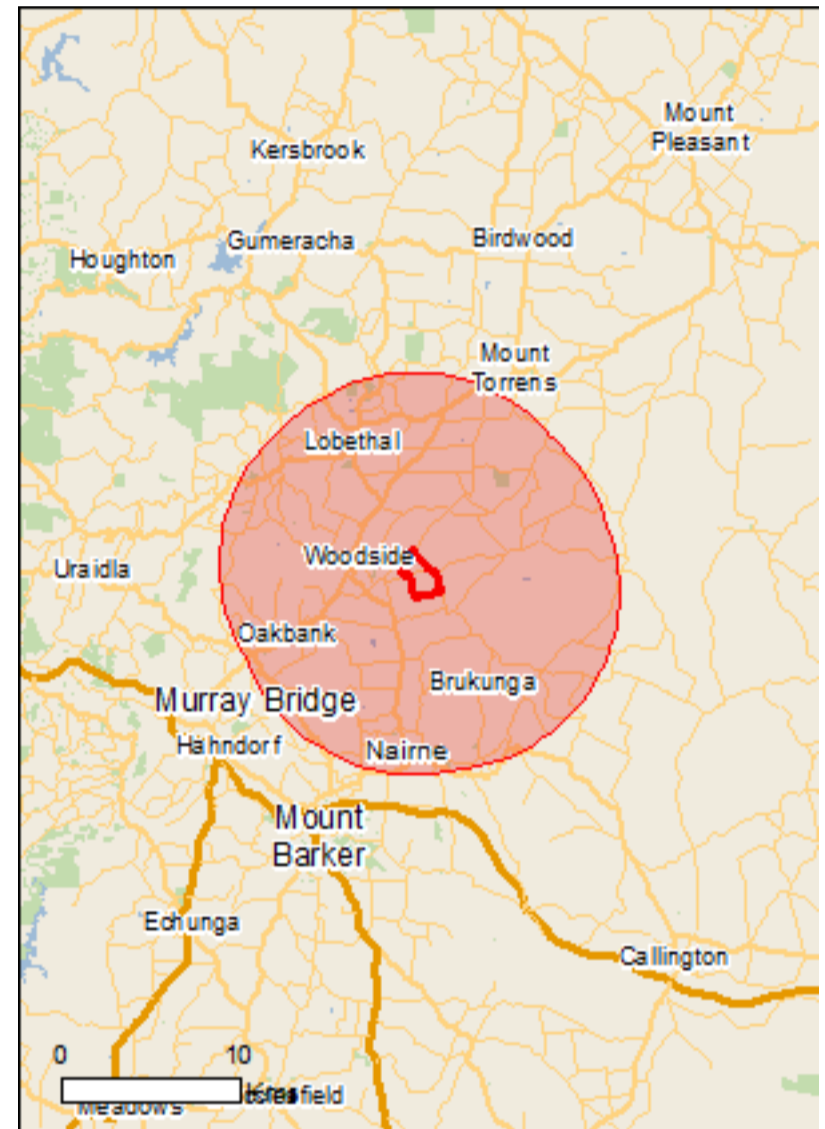 Mount
Pleasant
Kersbrook
Gumeracha
Birdwood
Houghton
Mount
Torrens
Lobethal
Woodside
Uraidla
Oakbank
Brukunga
Murray Bridge
Hahndorf
Nairne
Mount
Barker
Echunga
Callington
0 10
Meadows